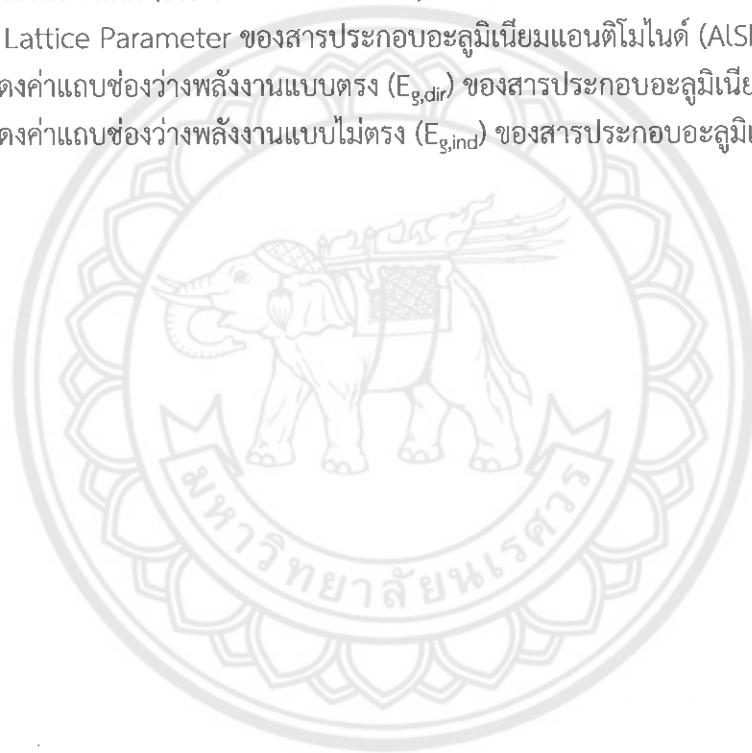 Lattice Parameter ของสารประกอบอะลูมิเนียมแอนติโมไนด์ (AlSb
ดงค่าแถบช่องว่างพลังงานแบบตรง (Eg,dir) ของสารประกอบอะลูมิเนีย
ดงค่าแถบช่องว่างพลังงานแบบไม่ตรง (Eg,ind) ของสารประกอบอะลูมิเ
มหาวิทยาลัยนเรศวร